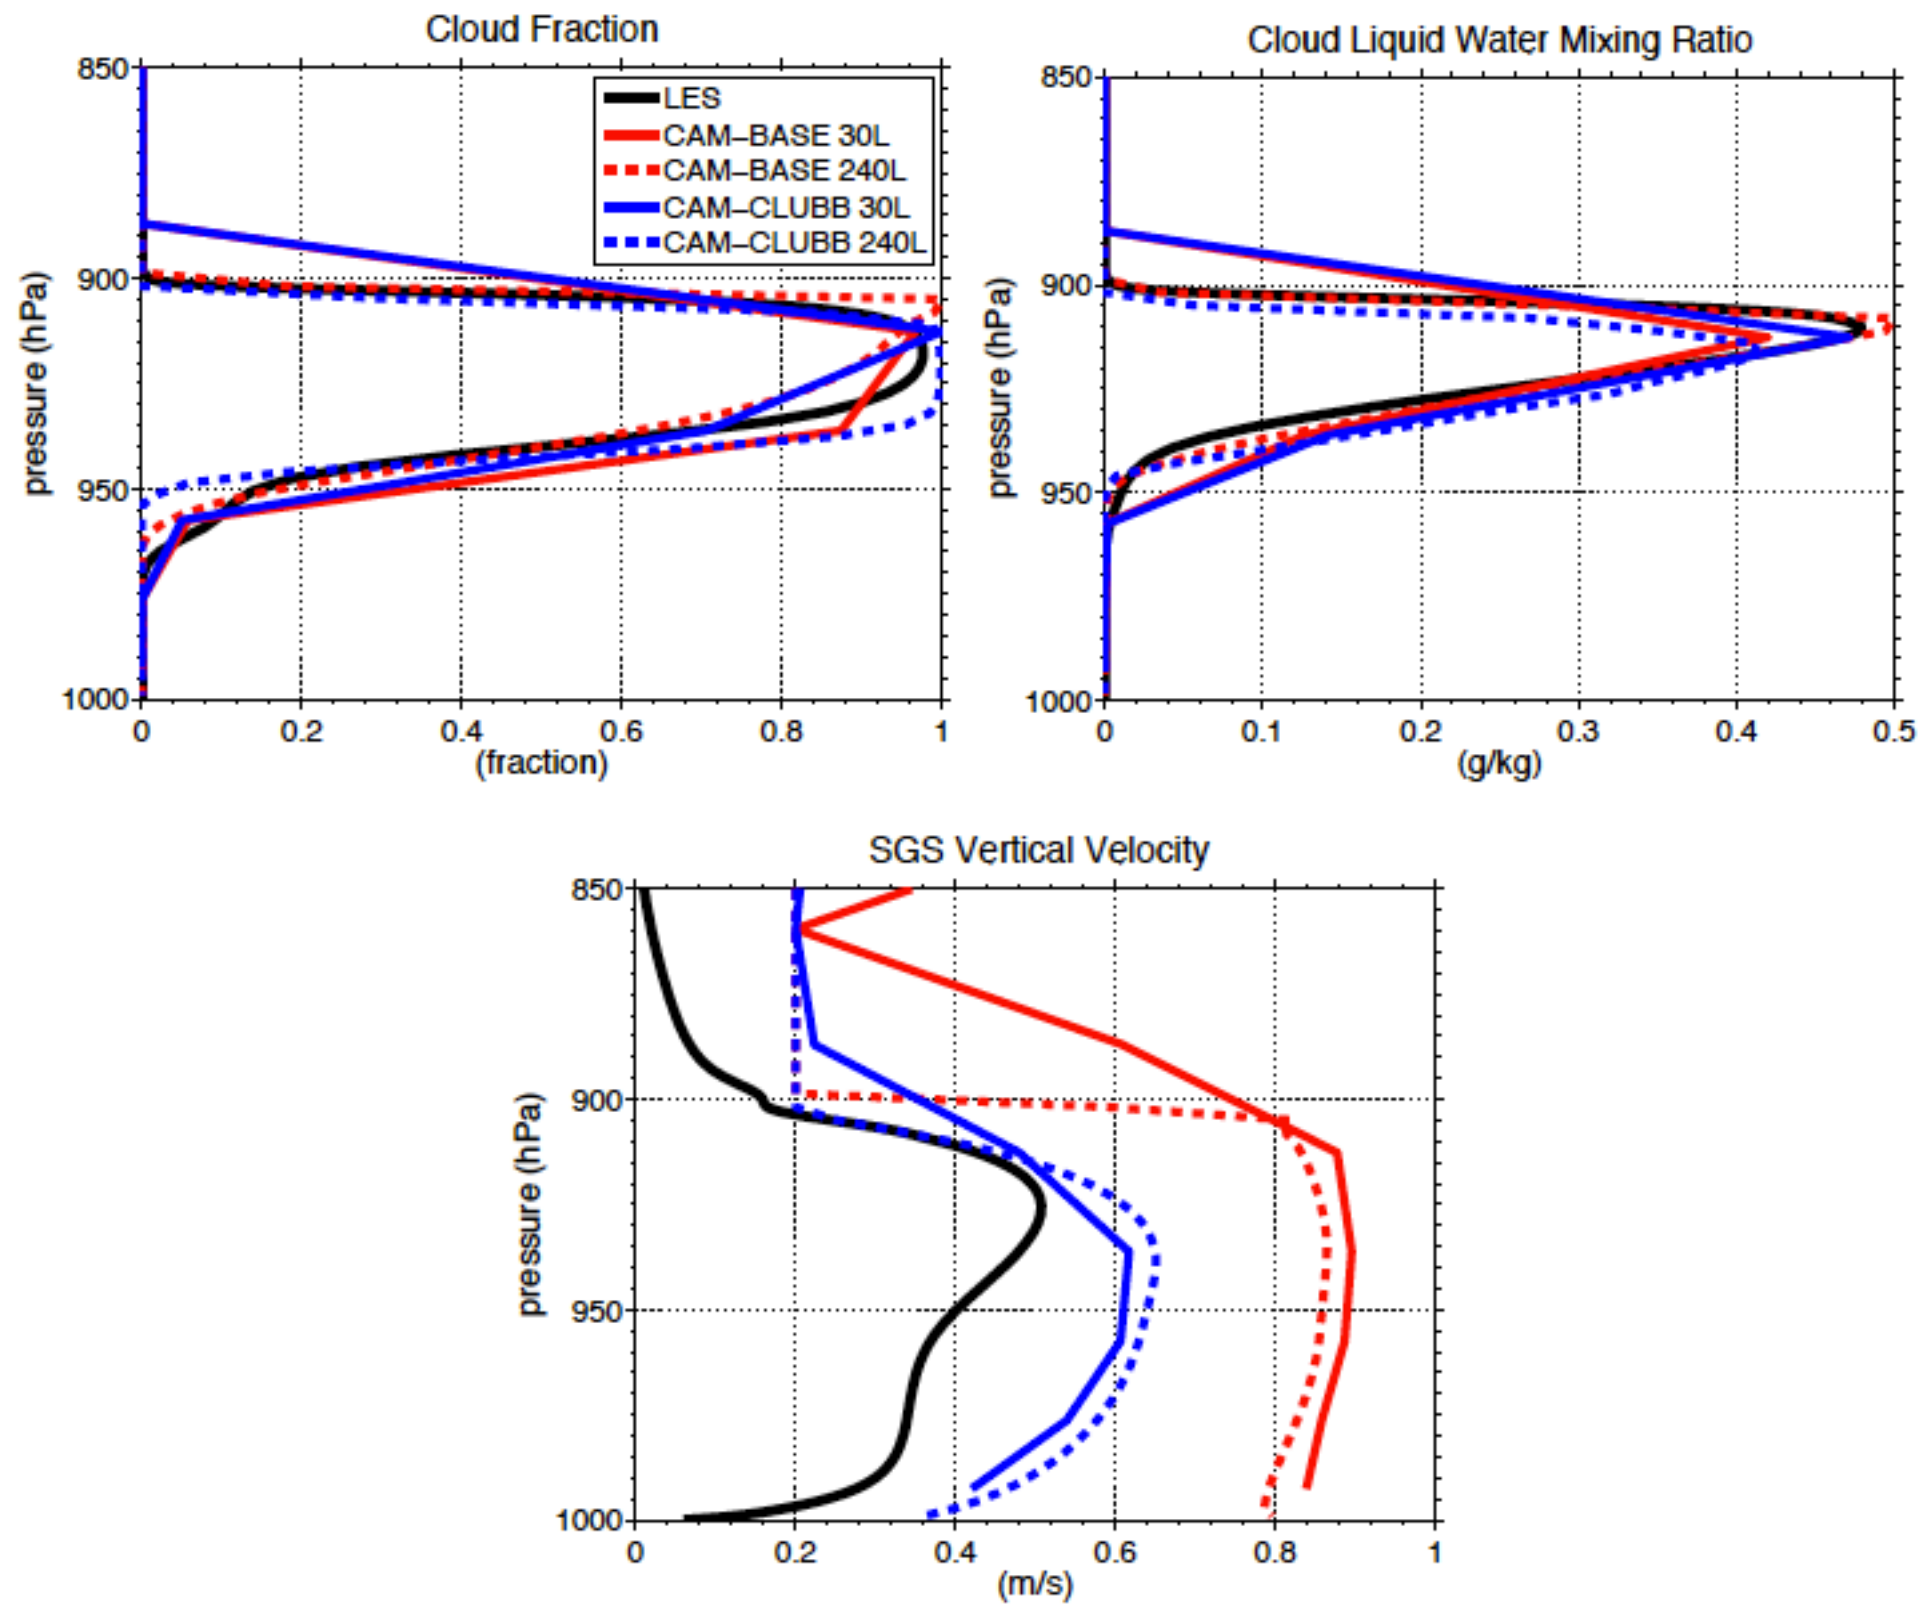 Cloud Fraction
850
900
950
1000
pressure (hPa)
LES
CAM–BASE 30L
CAM–BASE 240L
CAM–CLUBB 30L
CAM–CLUBB 240L
0 0.2 0.4 0.6 0.8 1
(fraction)
Cloud Liquid Water Mixing Ratio
850
900
950
1000
pressure (hPa)
0 0.1 0.2 0.3 0.4 0.5
(g/kg)
SGS Vertical Velocity
850
900
950
1000
pressure (hPa)
0 0.2 0.4 0.6 0.8 1
(m/s)